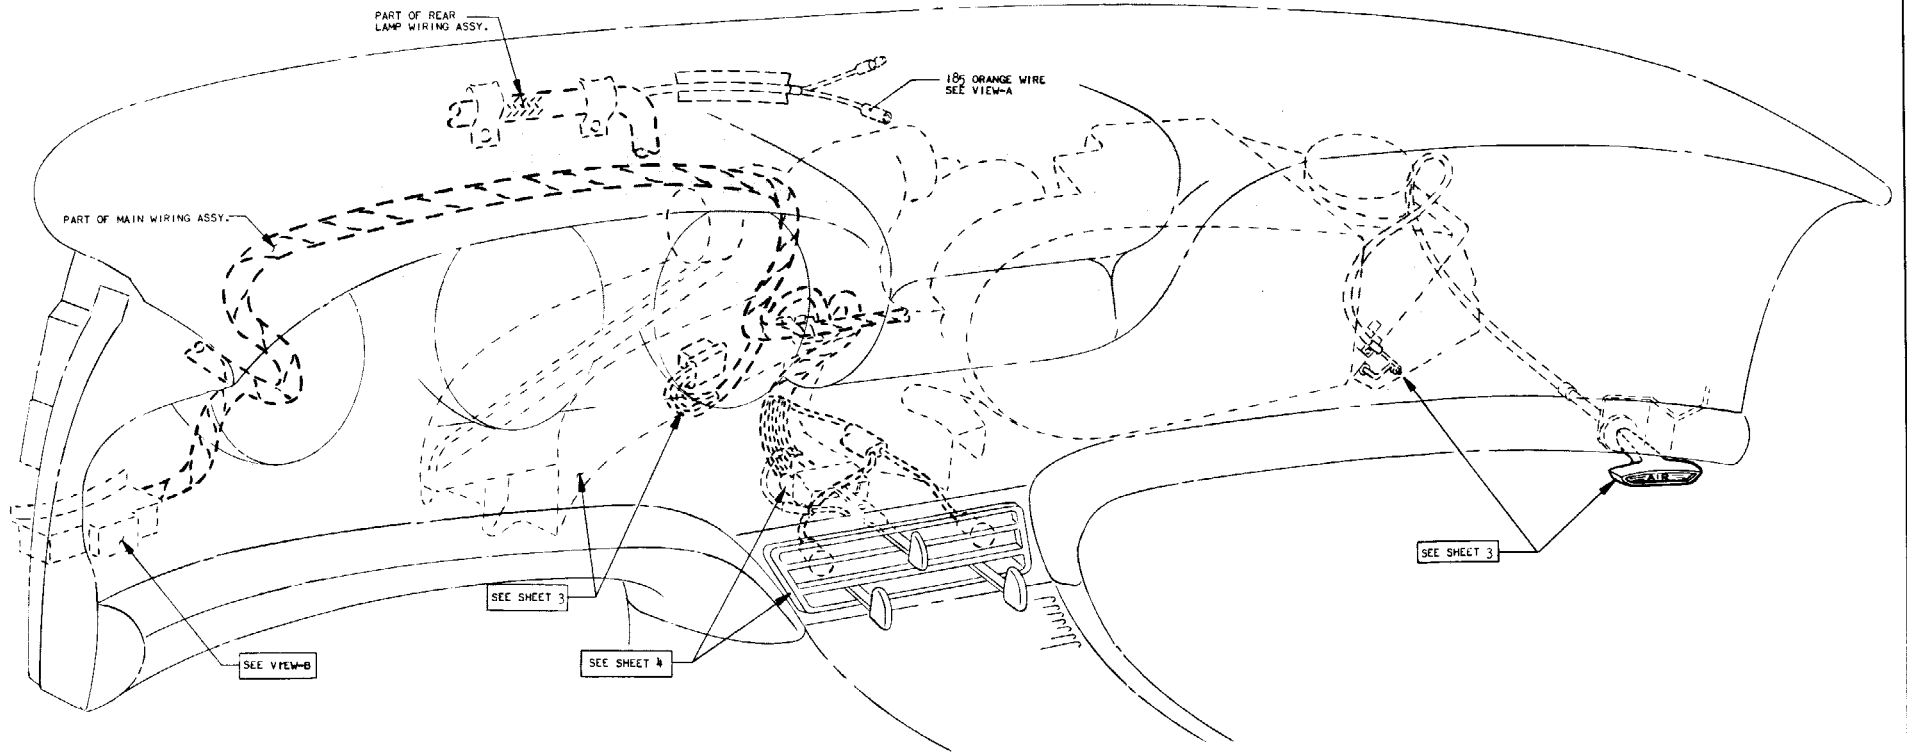 PART OF REAR
LAMP WIRING ASSY.
185 ORANGE WIRE
SEE VIEW-A
PART OF MAIN WIRING ASSY.
AIR
SEE SHEET 3
SEE SHEET 3
SEE SHEET 4
SEE VIEW-B